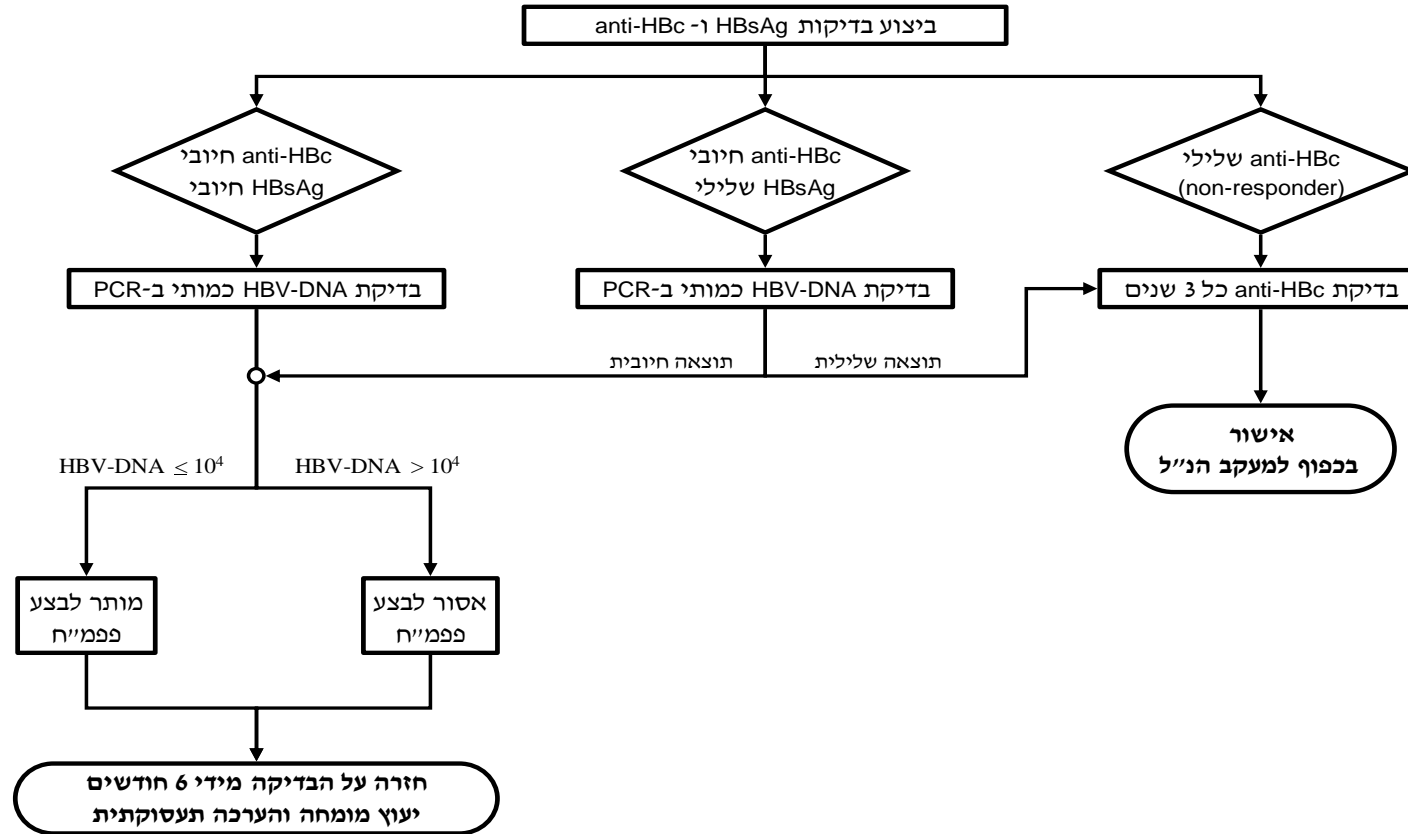 ביצוע בדיקות HBsAg ו- anti-HBc
anti-HBc שלילי
(non-responder)
anti-HBc חיובי
HBsAg שלילי
anti-HBc חיובי
HBsAg חיובי
בדיקת anti-HBc כל 3 שנים
בדיקת HBV-DNA כמותי ב-PCR
בדיקת HBV-DNA כמותי ב-PCR
תוצאה שלילית
תוצאה חיובית
אישור
בכפוף למעקב הנ״ל
HBV-DNA > 10⁴
HBV-DNA ≤ 10⁴
אסור לבצע
פפמ״ח
מותר לבצע
פפמ״ח
חזרה על הבדיקה מידי 6 חודשים
יעוץ מומחה והערכה תעסוקתית